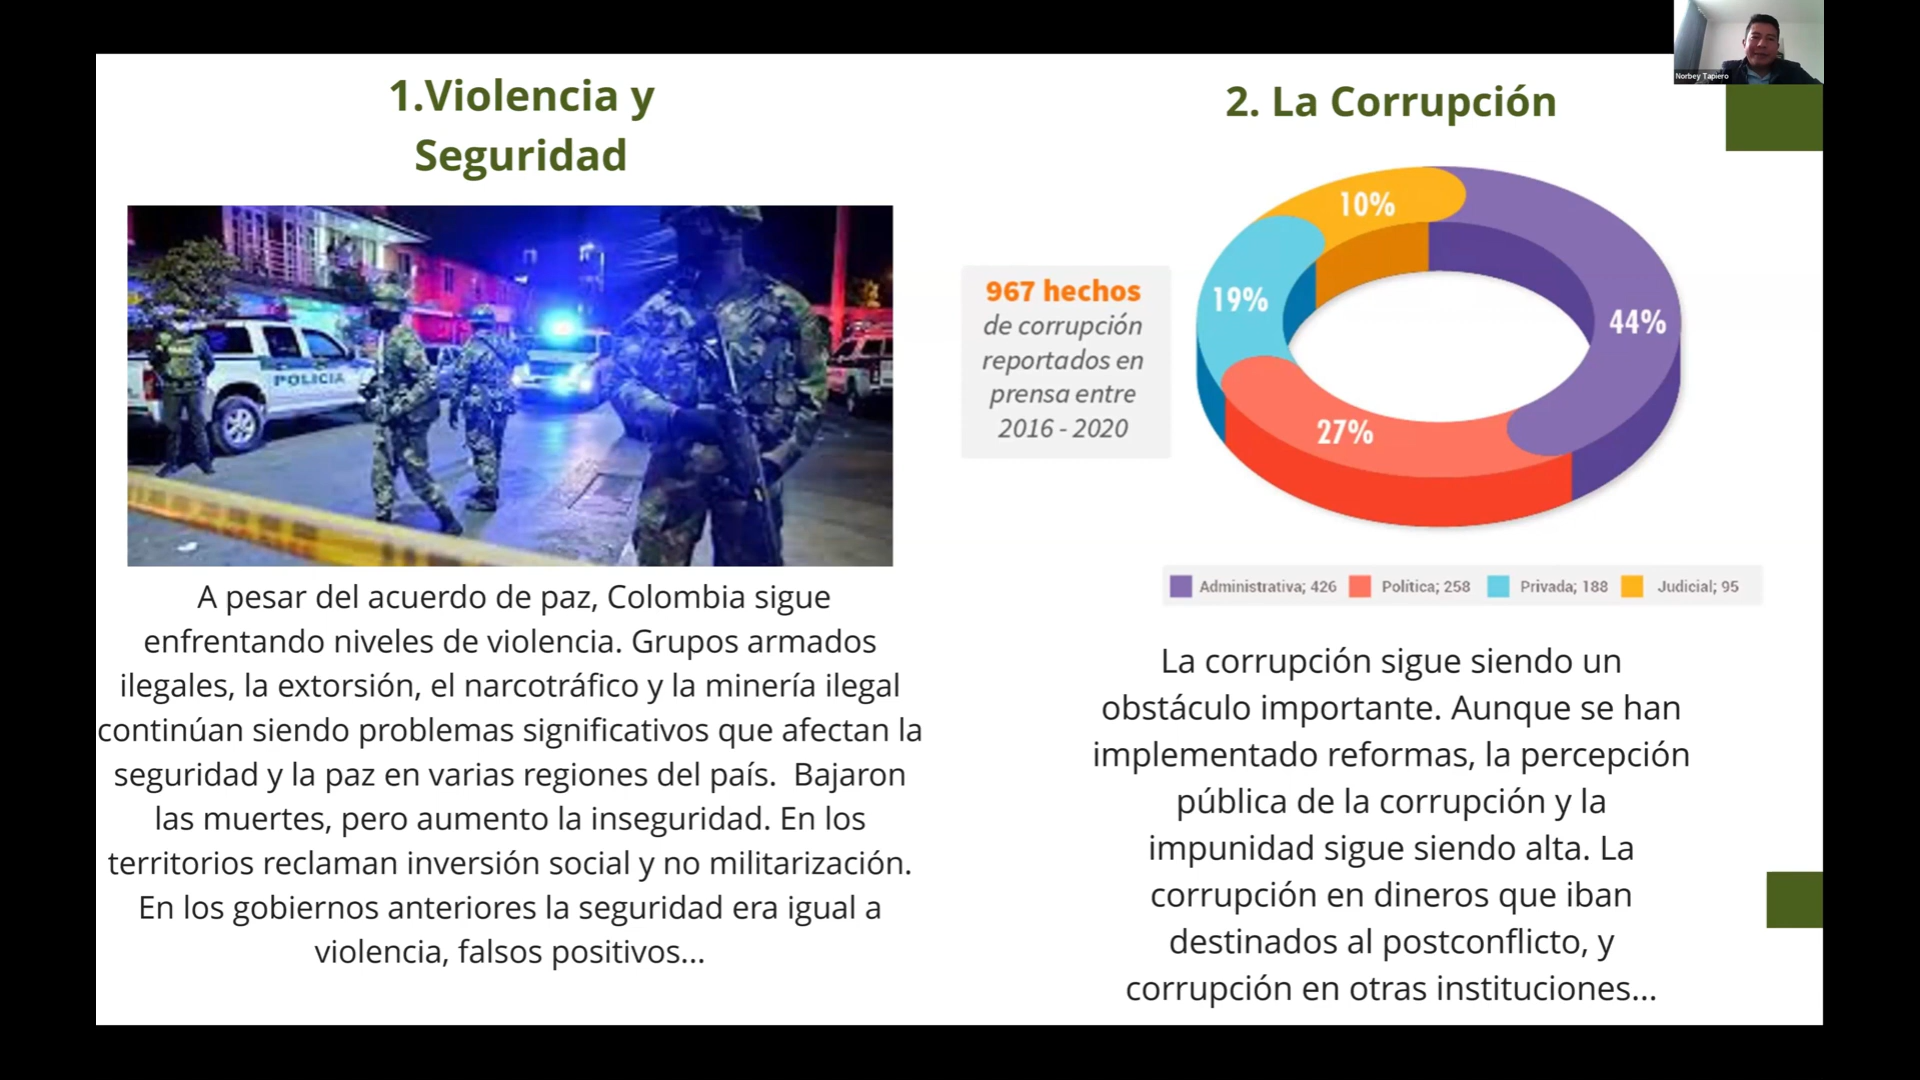 Norbey Tapiero
1.Violencia y
Seguridad
POLICIA
A pesar del acuerdo de paz, Colombia sigue
enfrentando niveles de violencia. Grupos armados
ilegales, la extorsión, el narcotráfico y la minería ilegal
continúan siendo problemas significativos que afectan la
seguridad y la paz en varias regiones del país.  Bajaron
las muertes, pero aumento la inseguridad. En los
territorios reclaman inversión social y no militarización.
En los gobiernos anteriores la seguridad era igual a
violencia, falsos positivos...
2. La Corrupción
967 hechos
de corrupción
reportados en
prensa entre
2016 - 2020
10%
19%
44%
27%
Administrativa; 426 Política; 258 Privada; 188 Judicial; 95
La corrupción sigue siendo un
obstáculo importante. Aunque se han
implementado reformas, la percepción
pública de la corrupción y la
impunidad sigue siendo alta. La
corrupción en dineros que iban
destinados al postconflicto, y
corrupción en otras instituciones...